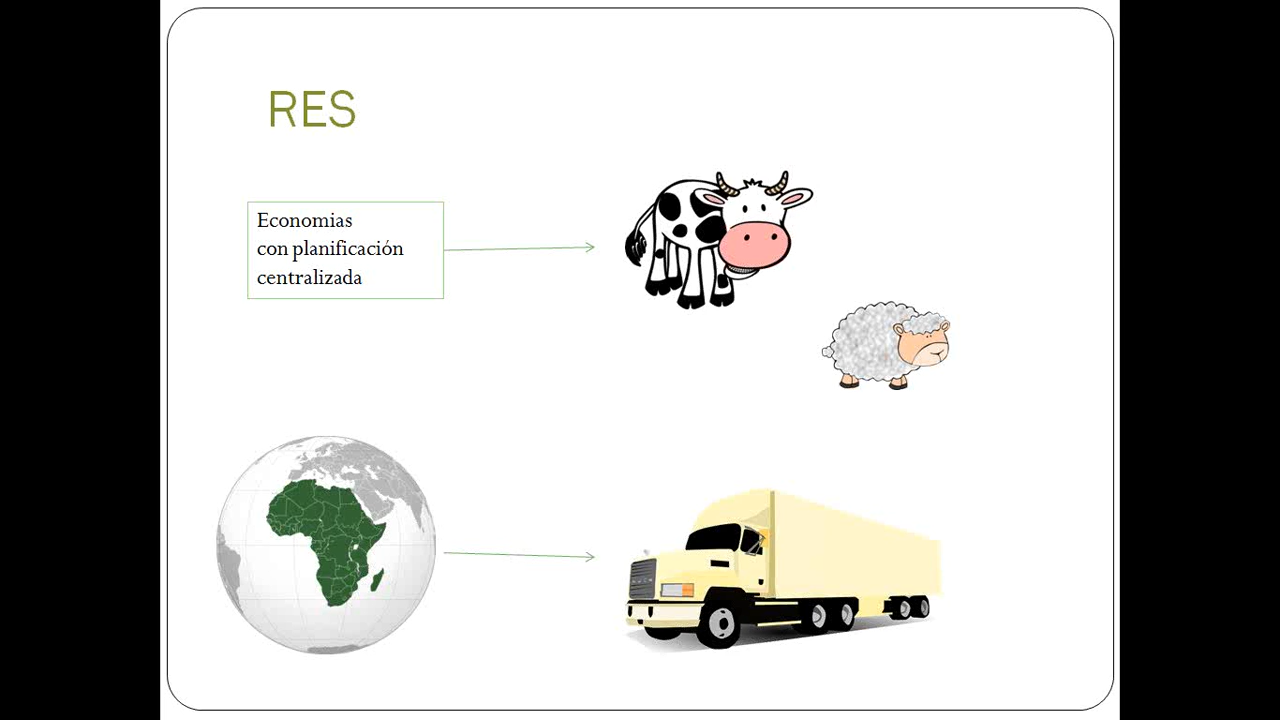 RES
Economias
con planificación
centralizada